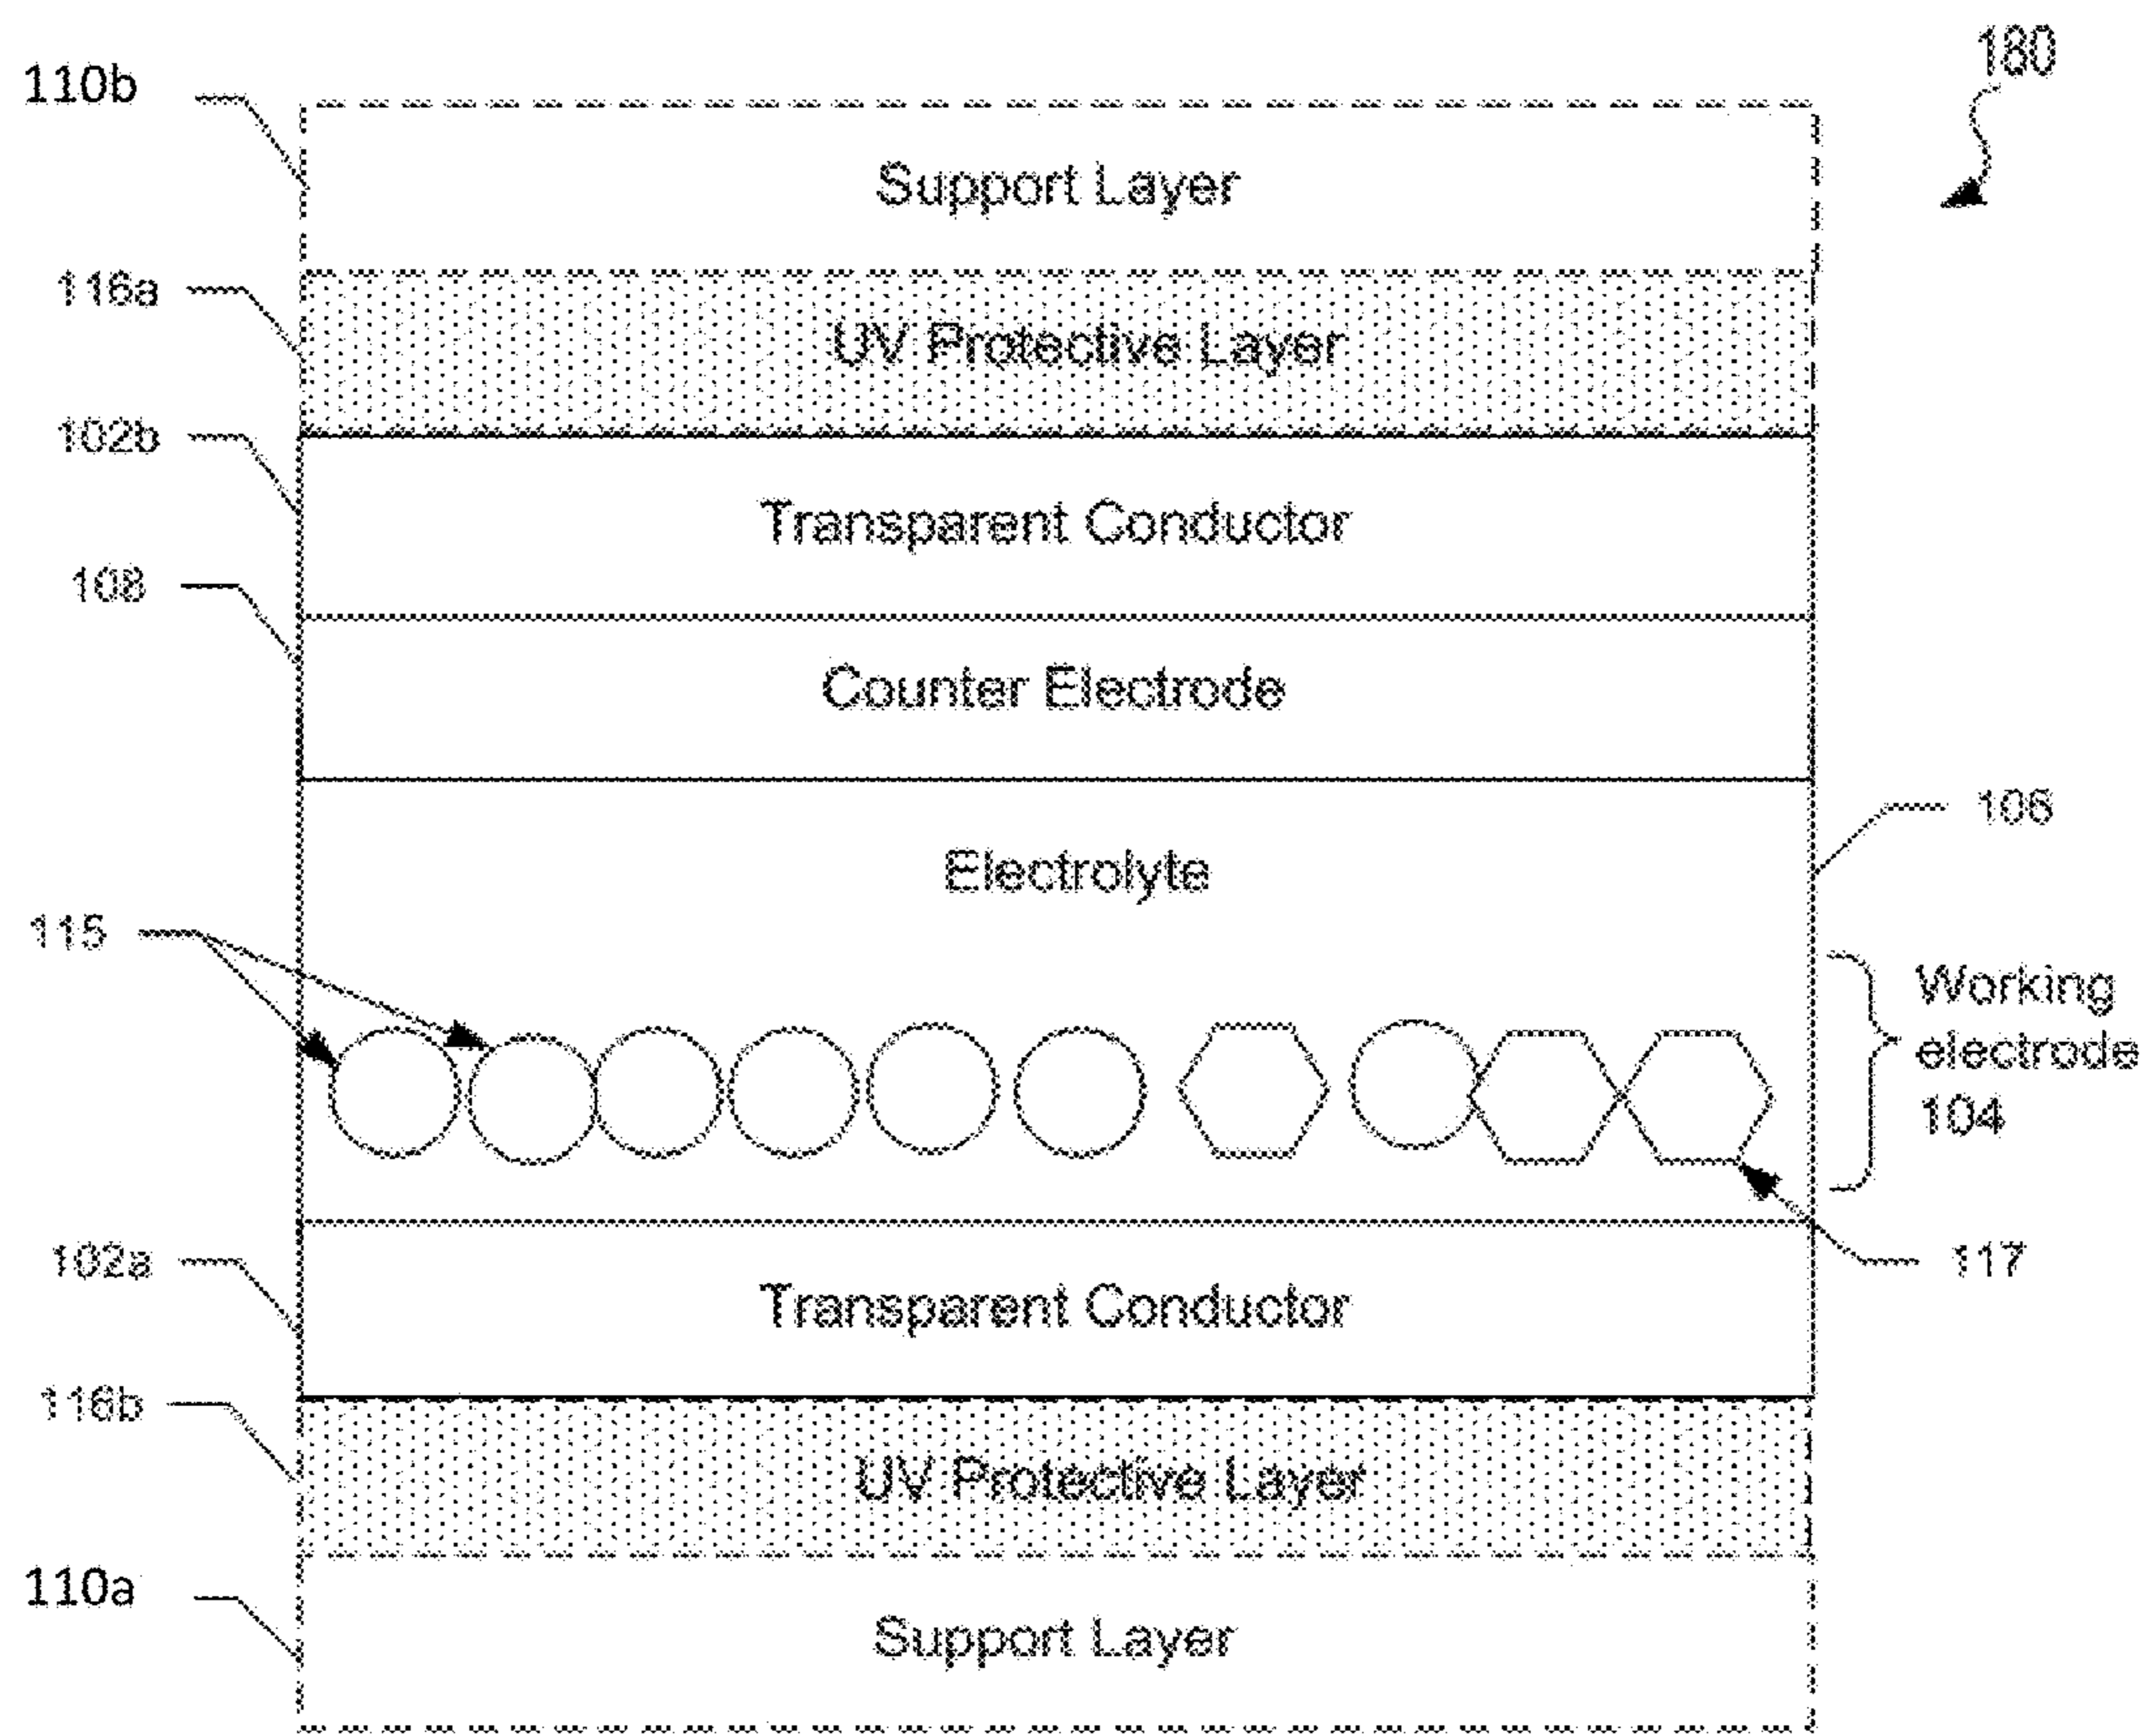 180
110b
Support Layer
116a
UV Protective Layer
102b
Transparent Conductor
108
Counter Electrode
106
Electrolyte
115
Working
electrode
104
117
102a
Transparent Conductor
116b
UV Protective Layer
110a
Support Layer